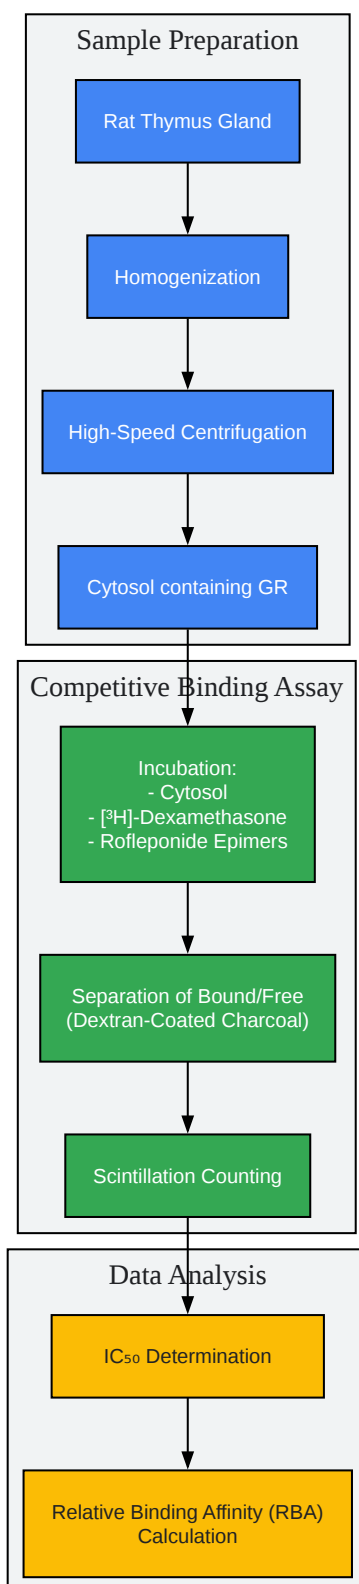 Sample Preparation
Rat Thymus Gland
Homogenization
High-Speed Centrifugation
Cytosol containing GR
Competitive Binding Assay
Incubation:
- Cytosol
- [³H]-Dexamethasone
- Rofleponide Epimers
Separation of Bound/Free
(Dextran-Coated Charcoal)
Scintillation Counting
Data Analysis
IC₅₀ Determination
Relative Binding Affinity (RBA)
Calculation